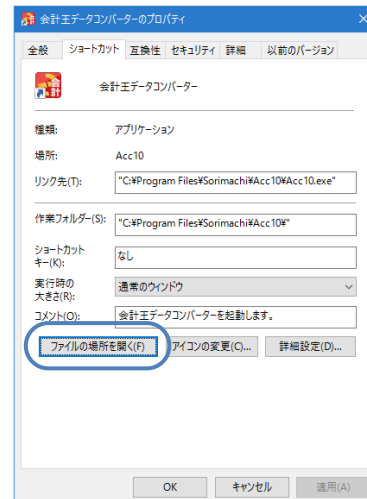 会計王データコンバーターのプロパティ
全般 ショートカット 互換性 セキュリティ 詳細 以前のバージョン
会計王データコンバーター
種類: アプリケーション
場所: Acc10
リンク先(T): "C:¥Program Files¥Sorimachi¥Acc10¥Acc10.exe"
作業フォルダー(S): "C:¥Program Files¥Sorimachi¥Acc10¥"
ショートカット
キー(K): なし
実行時の
大きさ(R): 通常のウィンドウ
コメント(O): 会計王データコンバーターを起動します。
ファイルの場所を開く(F) アイコンの変更(C)... 詳細設定(D)...
OK キャンセル 適用(A)